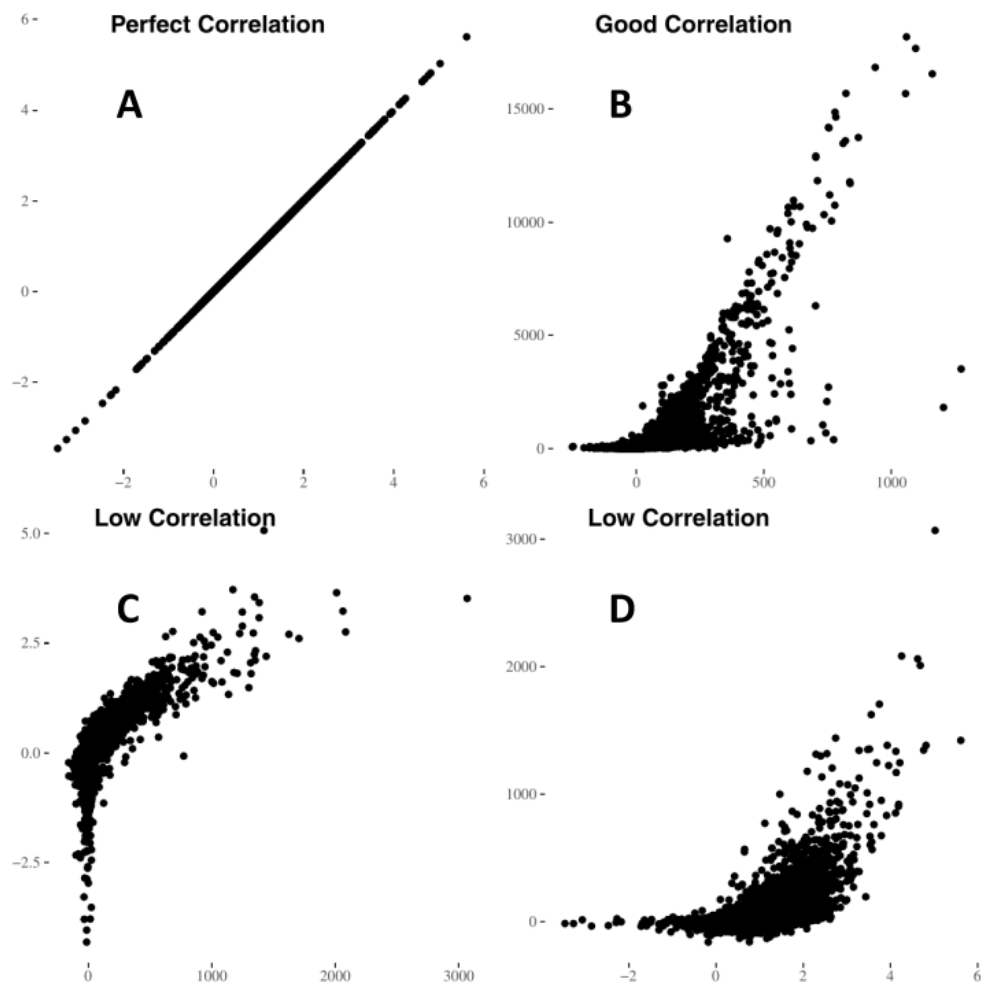 Perfect Correlation
A
6
4
2
0
−2
−2 0 2 4 6
Good Correlation
B
15000
10000
5000
0
0 500 1000
Low Correlation
C
5.0
2.5
0.0
−2.5
0 1000 2000 3000
Low Correlation
D
3000
2000
1000
0
−2 0 2 4 6